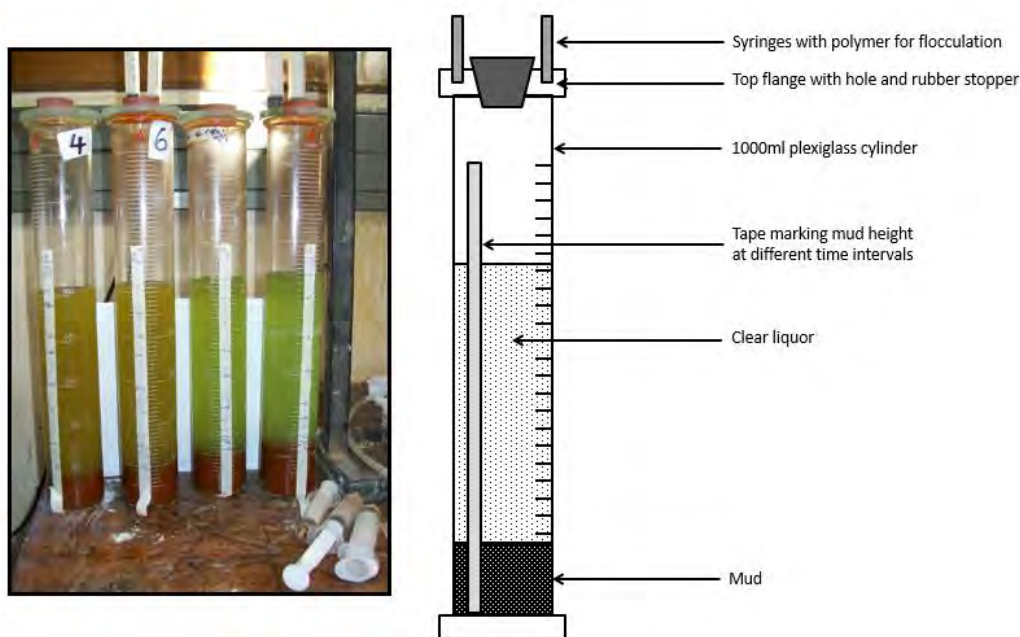 4
6
Syringes with polymer for flocculation
Top flange with hole and rubber stopper
1000ml plexiglass cylinder
Tape marking mud height
at different time intervals
Clear liquor
Mud